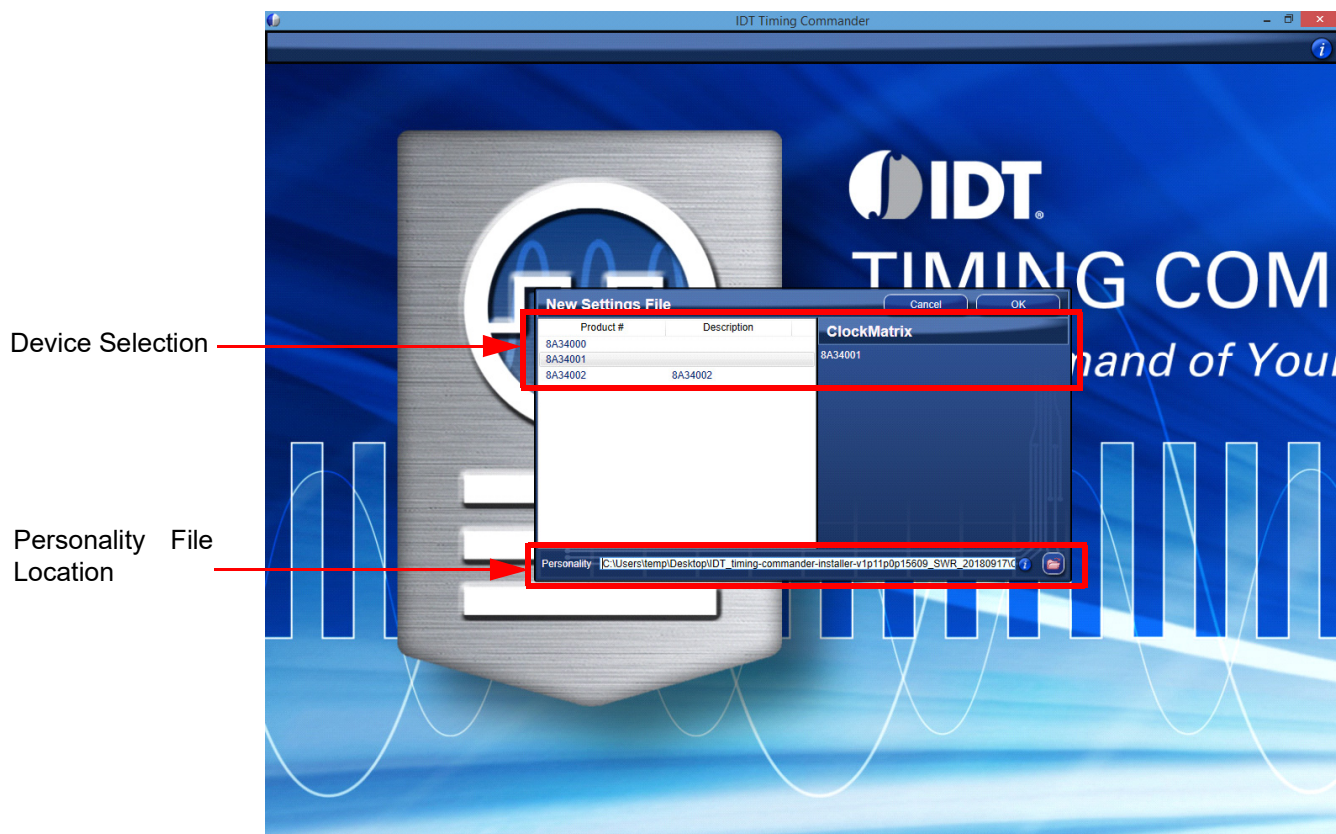 IDT Timing Commander
IDT®
TIMING COM
mand of Your
New Settings File
Cancel
OK
Product # Description
8A34000
8A34001
8A34002 8A34002
ClockMatrix
8A34001
Device Selection
Personality File
Location
Personality C:\Users\temp\Desktop\IDT_timing-commander-installer-v1p11p0p15609_SWR_20180917\C